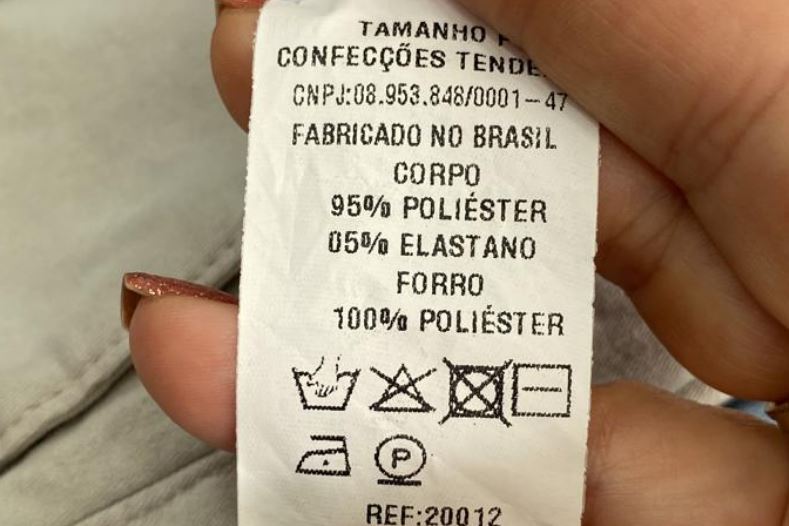 TAMANHO
CONFECÇÕES
CNPJ:08.953.848/0001-47
FABRICADO NO BRASIL
CORPO
95% POLIÉSTER
05% ELASTANO
FORRO
100% POLIÉSTER
P
REF:20012